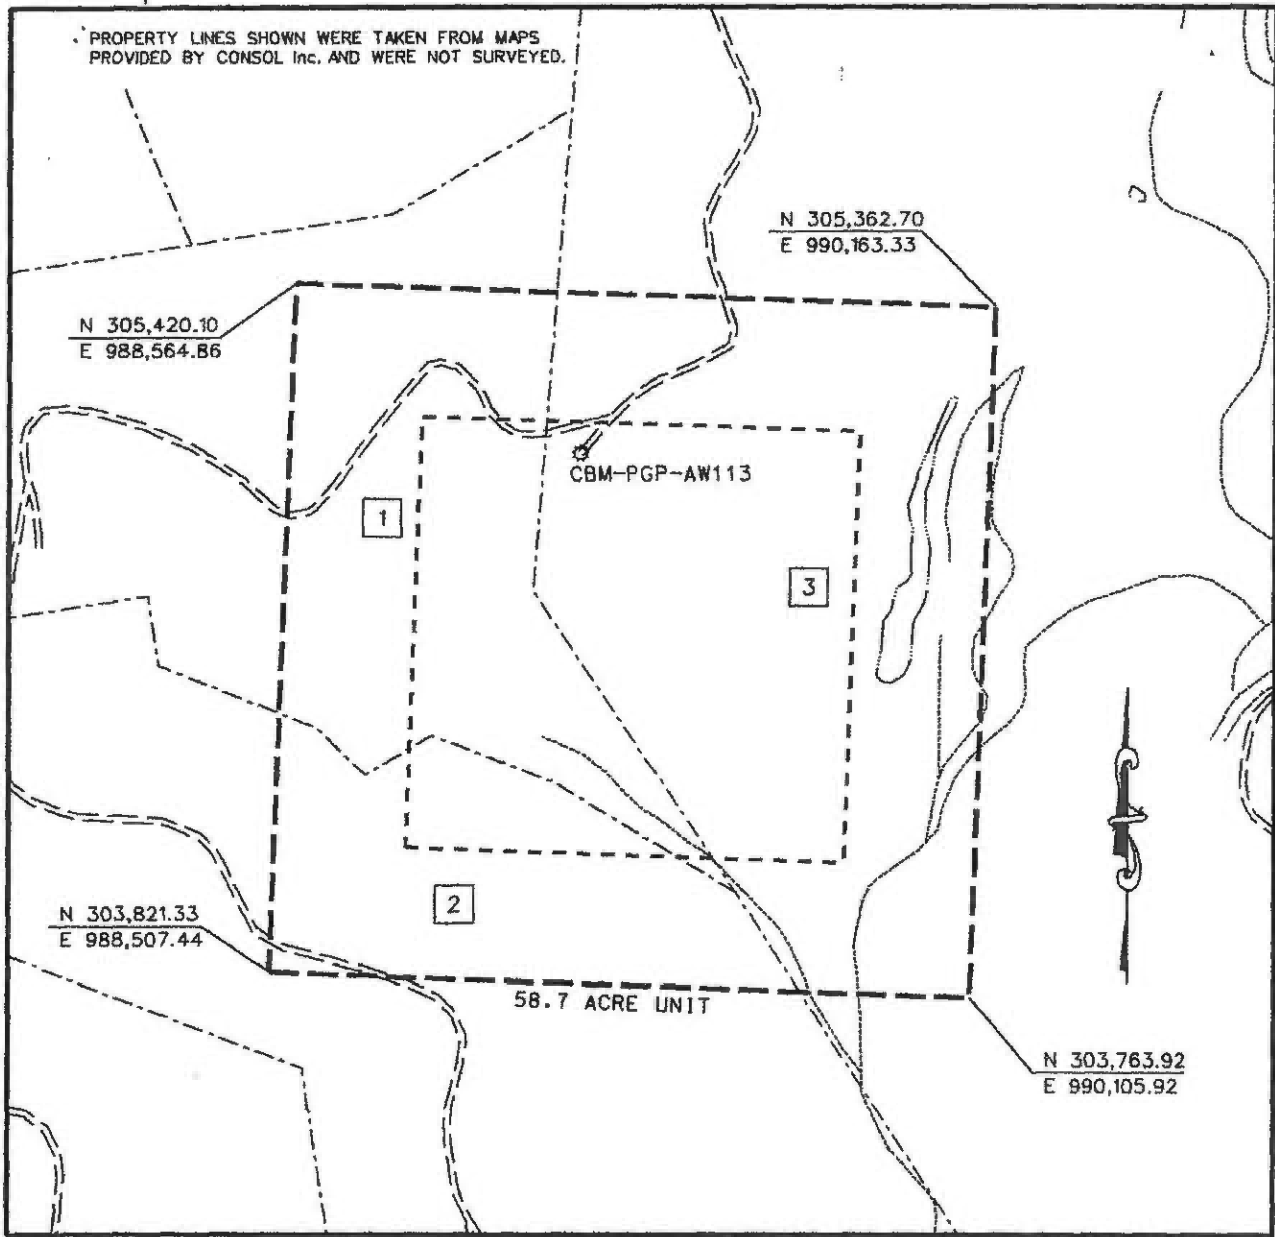 PROPERTY LINES SHOWN WERE TAKEN FROM MAPS
PROVIDED BY CONSOL Inc. AND WERE NOT SURVEYED.
N 305,362.70
E 990,163.33
N 305,420.10
E 988,564.86
CBM-PGP-AW113
1
3
2
N 303,821.33
E 988,507.44
58.7 ACRE UNIT
N 303,763.92
E 990,105.92